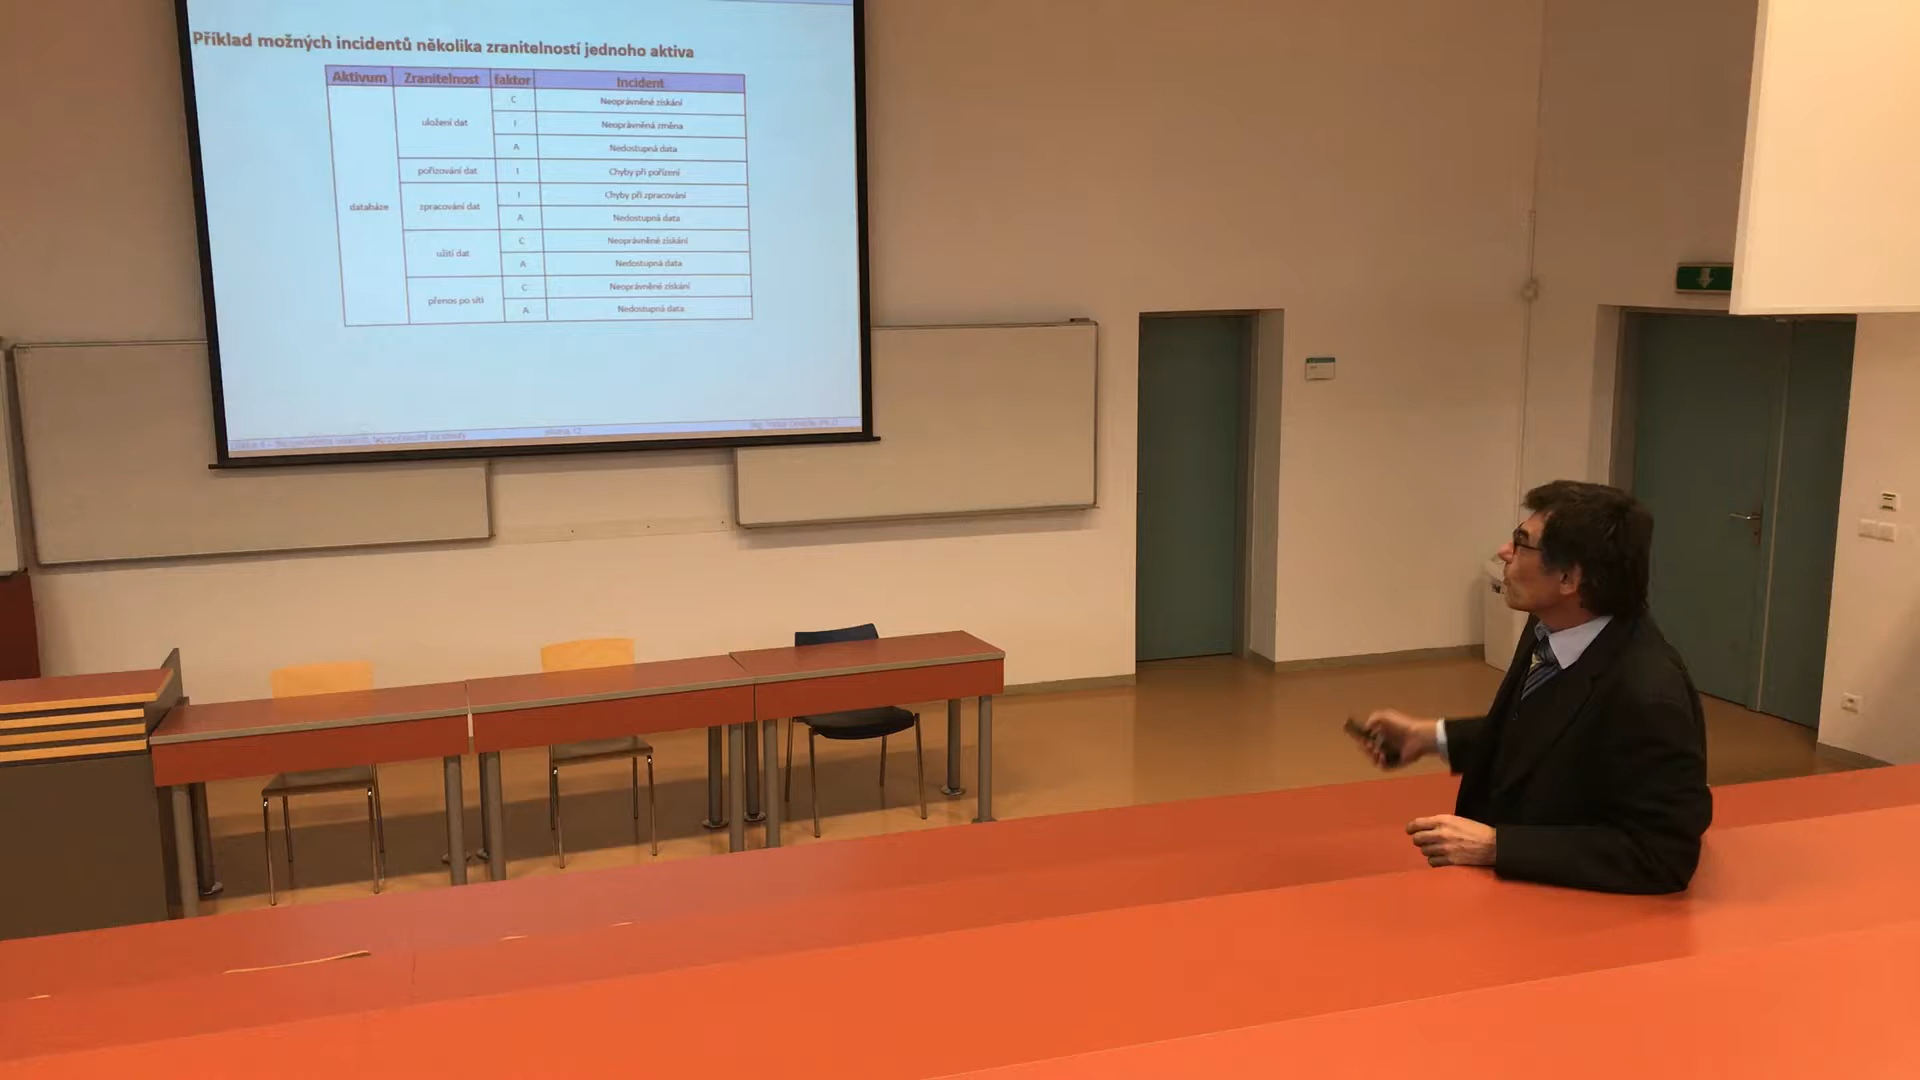 Příklad možných incidentů několika zranitelností jednoho aktiva
Aktivum Zranitelnost faktor Incident
databáze uložení dat C Neoprávněné získání
I Neoprávněná změna
A Nedostupná data
pořizování dat I Chyby při pořízení
zpracování dat I Chyby při zpracování
A Nedostupná data
užití dat C Neoprávněné získání
A Nedostupná data
přenos po síti C Neoprávněné získání
A Nedostupná data